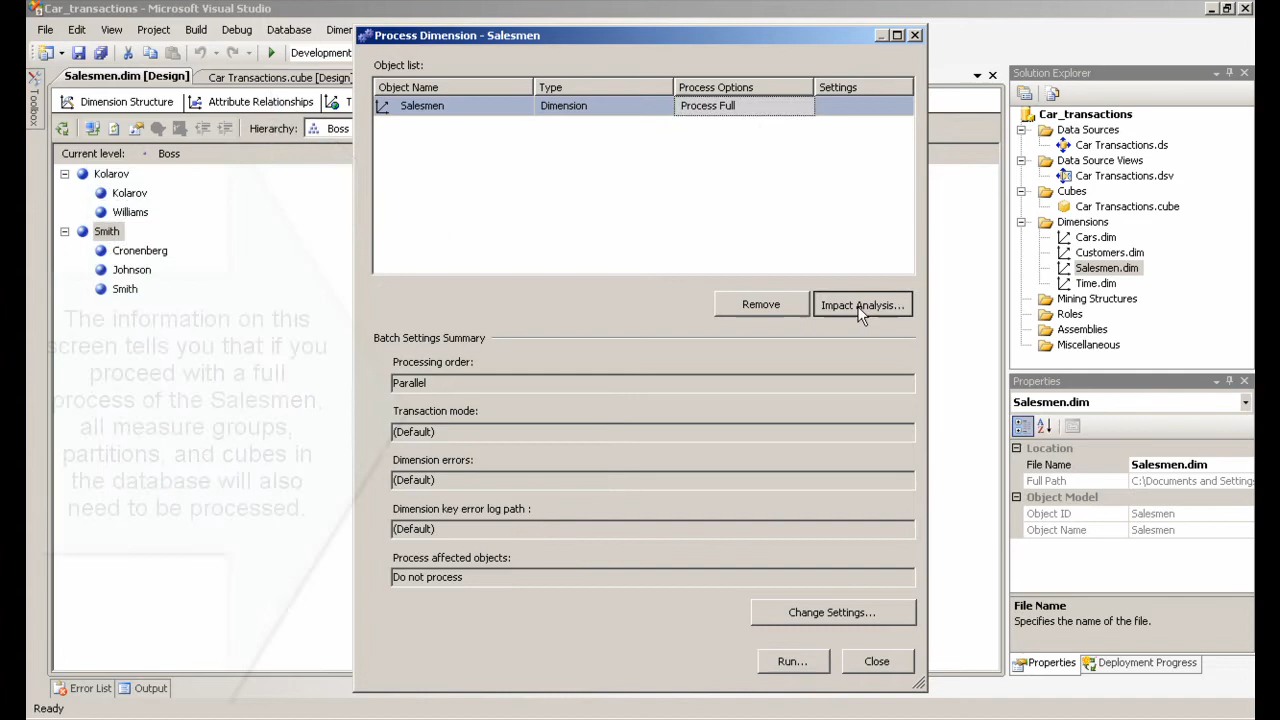 Car_transactions - Microsoft Visual Studio
File Edit View Project Build Debug Database Dimer
Development
Salesmen.dim [Design] Car Transactions.cube [Design]
Dimension Structure Attribute Relationships T
Hierarchy: Boss
Current level: Boss
Kolarov
Kolarov
Williams
Smith
Cronenberg
Johnson
Smith
The information on this
screen tells you that if you
proceed with a full
process of the Salesmen,
all measure groups,
partitions, and cubes in
the database will also
need to be processed.
Toolbox
Process Dimension - Salesmen
Object list:
Object Name Type Process Options Settings
Salesmen Dimension Process Full
Remove Impact Analysis...
Batch Settings Summary
Processing order:
Parallel
Transaction mode:
(Default)
Dimension errors:
(Default)
Dimension key error log path :
(Default)
Process affected objects:
Do not process
Change Settings...
Run... Close
Solution Explorer
Car_transactions
Data Sources
Car Transactions.ds
Data Source Views
Car Transactions.dsv
Cubes
Car Transactions.cube
Dimensions
Cars.dim
Customers.dim
Salesmen.dim
Time.dim
Mining Structures
Roles
Assemblies
Miscellaneous
Properties
Salesmen.dim
Location
File Name Salesmen.dim
Full Path C:\Documents and Settings
Object Model
Object ID Salesmen
Object Name Salesmen
File Name
Specifies the name of the file.
Properties Deployment Progress
Error List Output
Ready